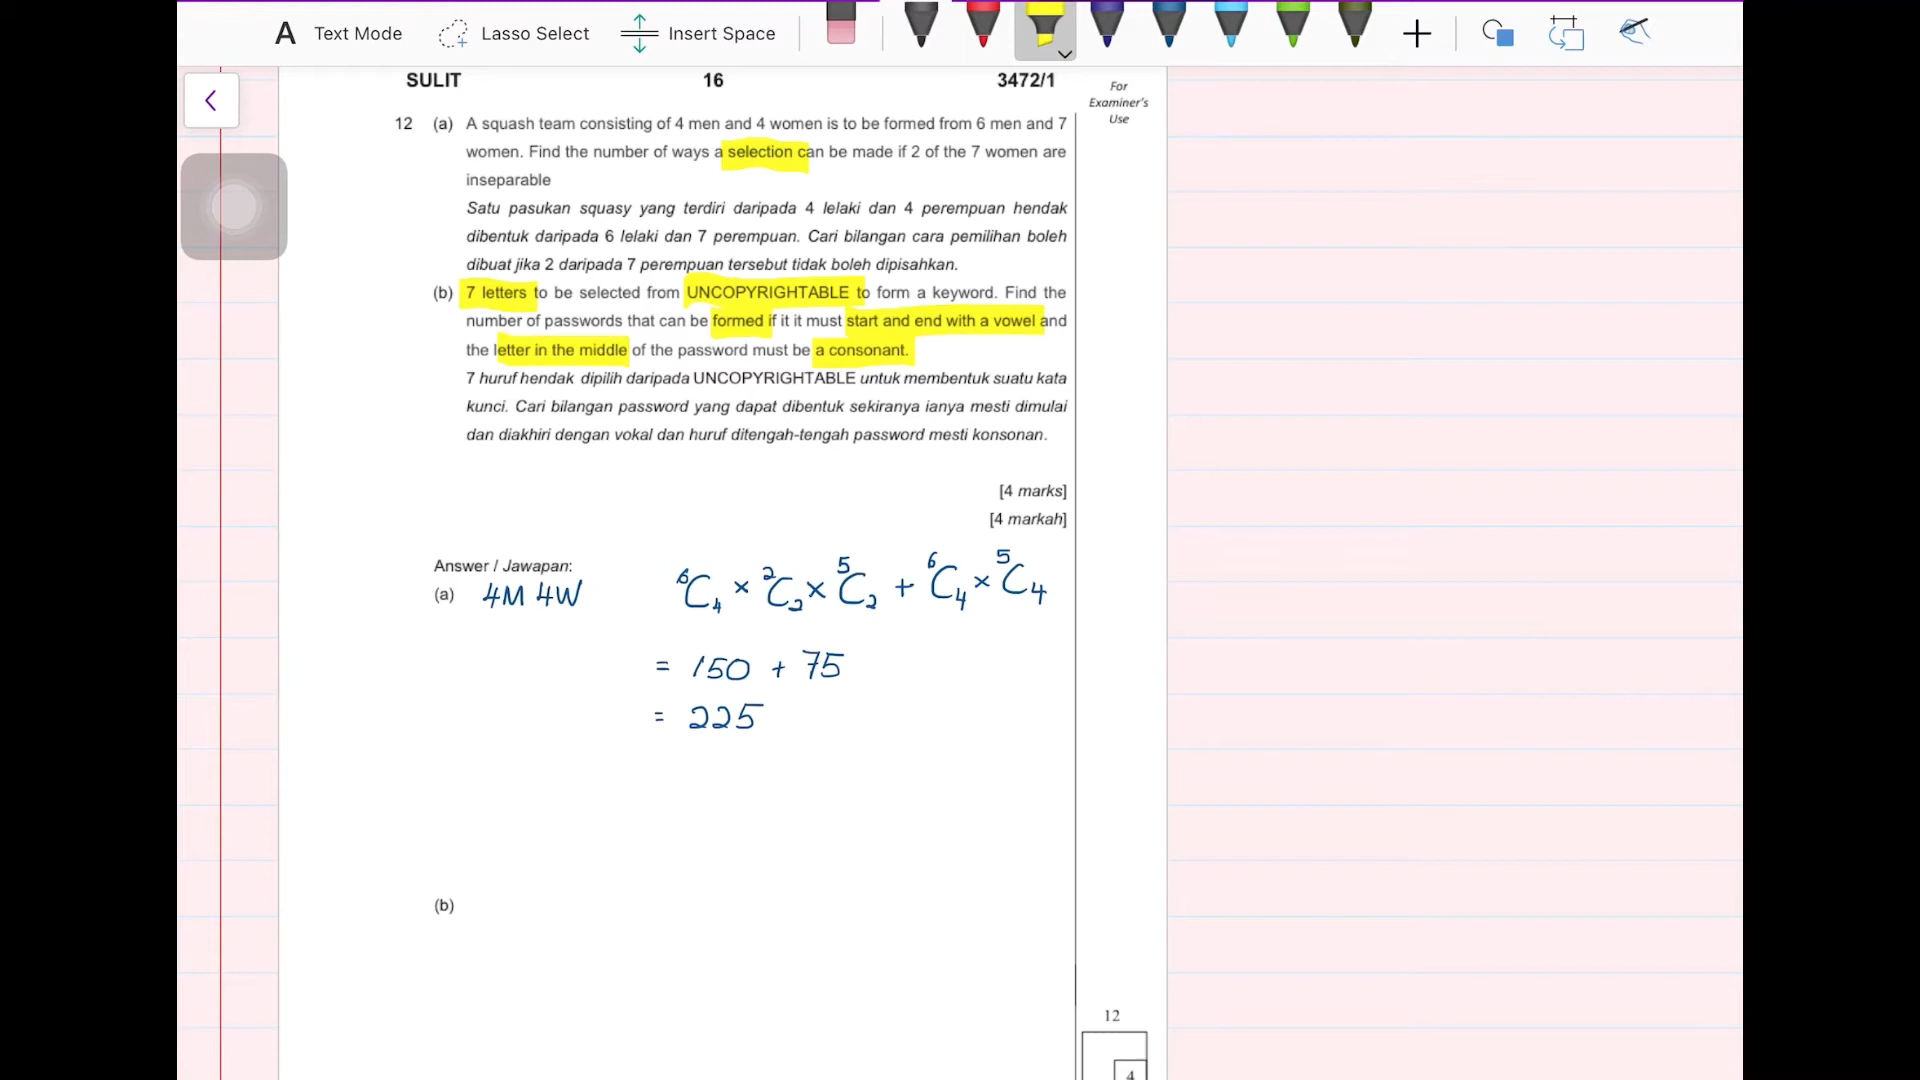 A Text Mode Lasso Select Insert Space
SULIT 16 3472/1
For
Examiner's
Use
12 (a) A squash team consisting of 4 men and 4 women is to be formed from 6 men and 7
women. Find the number of ways a selection can be made if 2 of the 7 women are
inseparable
Satu pasukan squasy yang terdiri daripada 4 lelaki dan 4 perempuan hendak
dibentuk daripada 6 lelaki dan 7 perempuan. Cari bilangan cara pemilihan boleh
dibuat jika 2 daripada 7 perempuan tersebut tidak boleh dipisahkan.
(b) 7 letters to be selected from UNCOPYRIGHTABLE to form a keyword. Find the
number of passwords that can be formed if it it must start and end with a vowel and
the letter in the middle of the password must be a consonant.
7 huruf hendak dipilih daripada UNCOPYRIGHTABLE untuk membentuk suatu kata
kunci. Cari bilangan password yang dapat dibentuk sekiranya ianya mesti dimulai
dan diakhiri dengan vokal dan huruf ditengah-tengah password mesti konsonan.
[4 marks]
[4 markah]
Answer / Jawapan:
(a) 4M 4W ⁶C₄ × ²C₂ × ⁵C₂ + ⁶C₄ × ⁵C₄
= 150 + 75
= 225
(b)
12
4